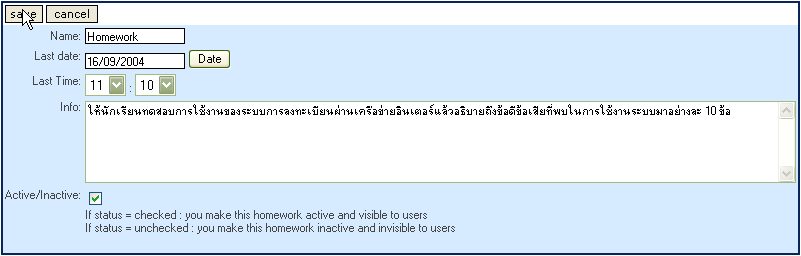 save cancel
Name: Homework
Last date: 16/09/2004 Date
Last Time: 11 : 10
Info: ให้นักเรียนทดสอบการใช้งานของระบบการลงทะเบียนผ่านเครือข่ายอินเตอร์แล้วอธิบายถึงข้อดีข้อเสียที่พบในการใช้งานระบบมาอย่างละ 10 ข้อ
Active/Inactive:
If status = checked : you make this homework active and visible to users
If status = unchecked : you make this homework inactive and invisible to users